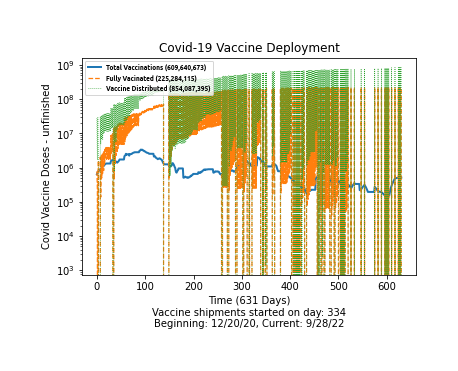 Covid-19 Vaccine Deployment
Total Vaccinations (609,640,673)
Fully Vacinated (225,284,115)
Vaccine Distributed (854,087,395)
Covid Vaccine Doses - unfinished
10⁹
10⁸
10⁷
10⁶
10⁵
10⁴
10³
0 100 200 300 400 500 600
Time (631 Days)
Vaccine shipments started on day: 334
Beginning: 12/20/20, Current: 9/28/22